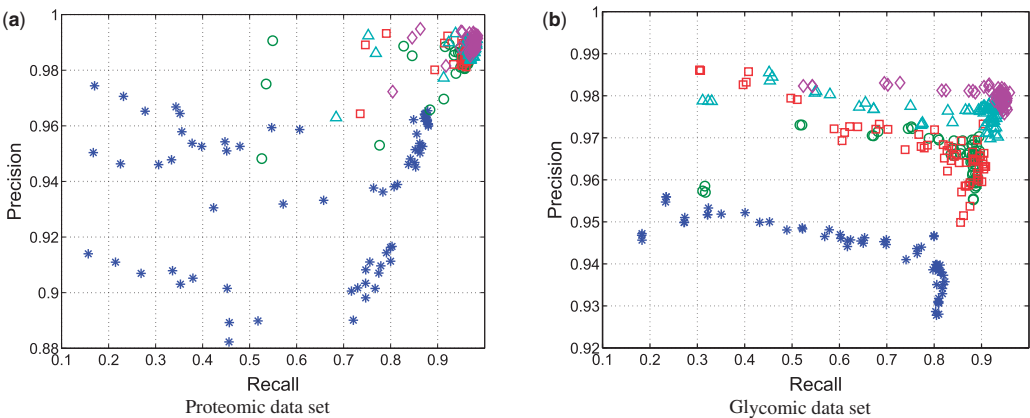 (a)
1
0.98
0.96
0.94
0.92
0.9
0.88
Precision
0.1 0.2 0.3 0.4 0.5 0.6 0.7 0.8 0.9
Recall
Proteomic data set
(b)
1
0.99
0.98
0.97
0.96
0.95
0.94
0.93
0.92
Precision
0.1 0.2 0.3 0.4 0.5 0.6 0.7 0.8 0.9
Recall
Glycomic data set